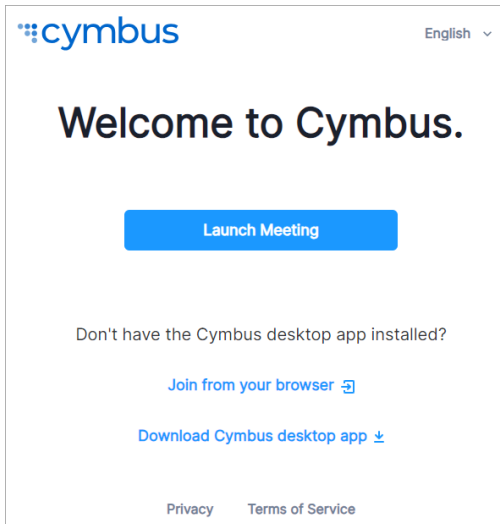 cymbus
English
Welcome to Cymbus.
Launch Meeting
Don't have the Cymbus desktop app installed?
Join from your browser
Download Cymbus desktop app
Privacy Terms of Service